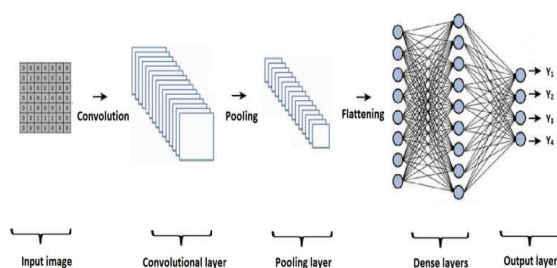 Convolution
Pooling
Flattening
Y₁
Y₂
Y₃
Y₄
Input image
Convolutional layer
Pooling layer
Dense layers
Output layer